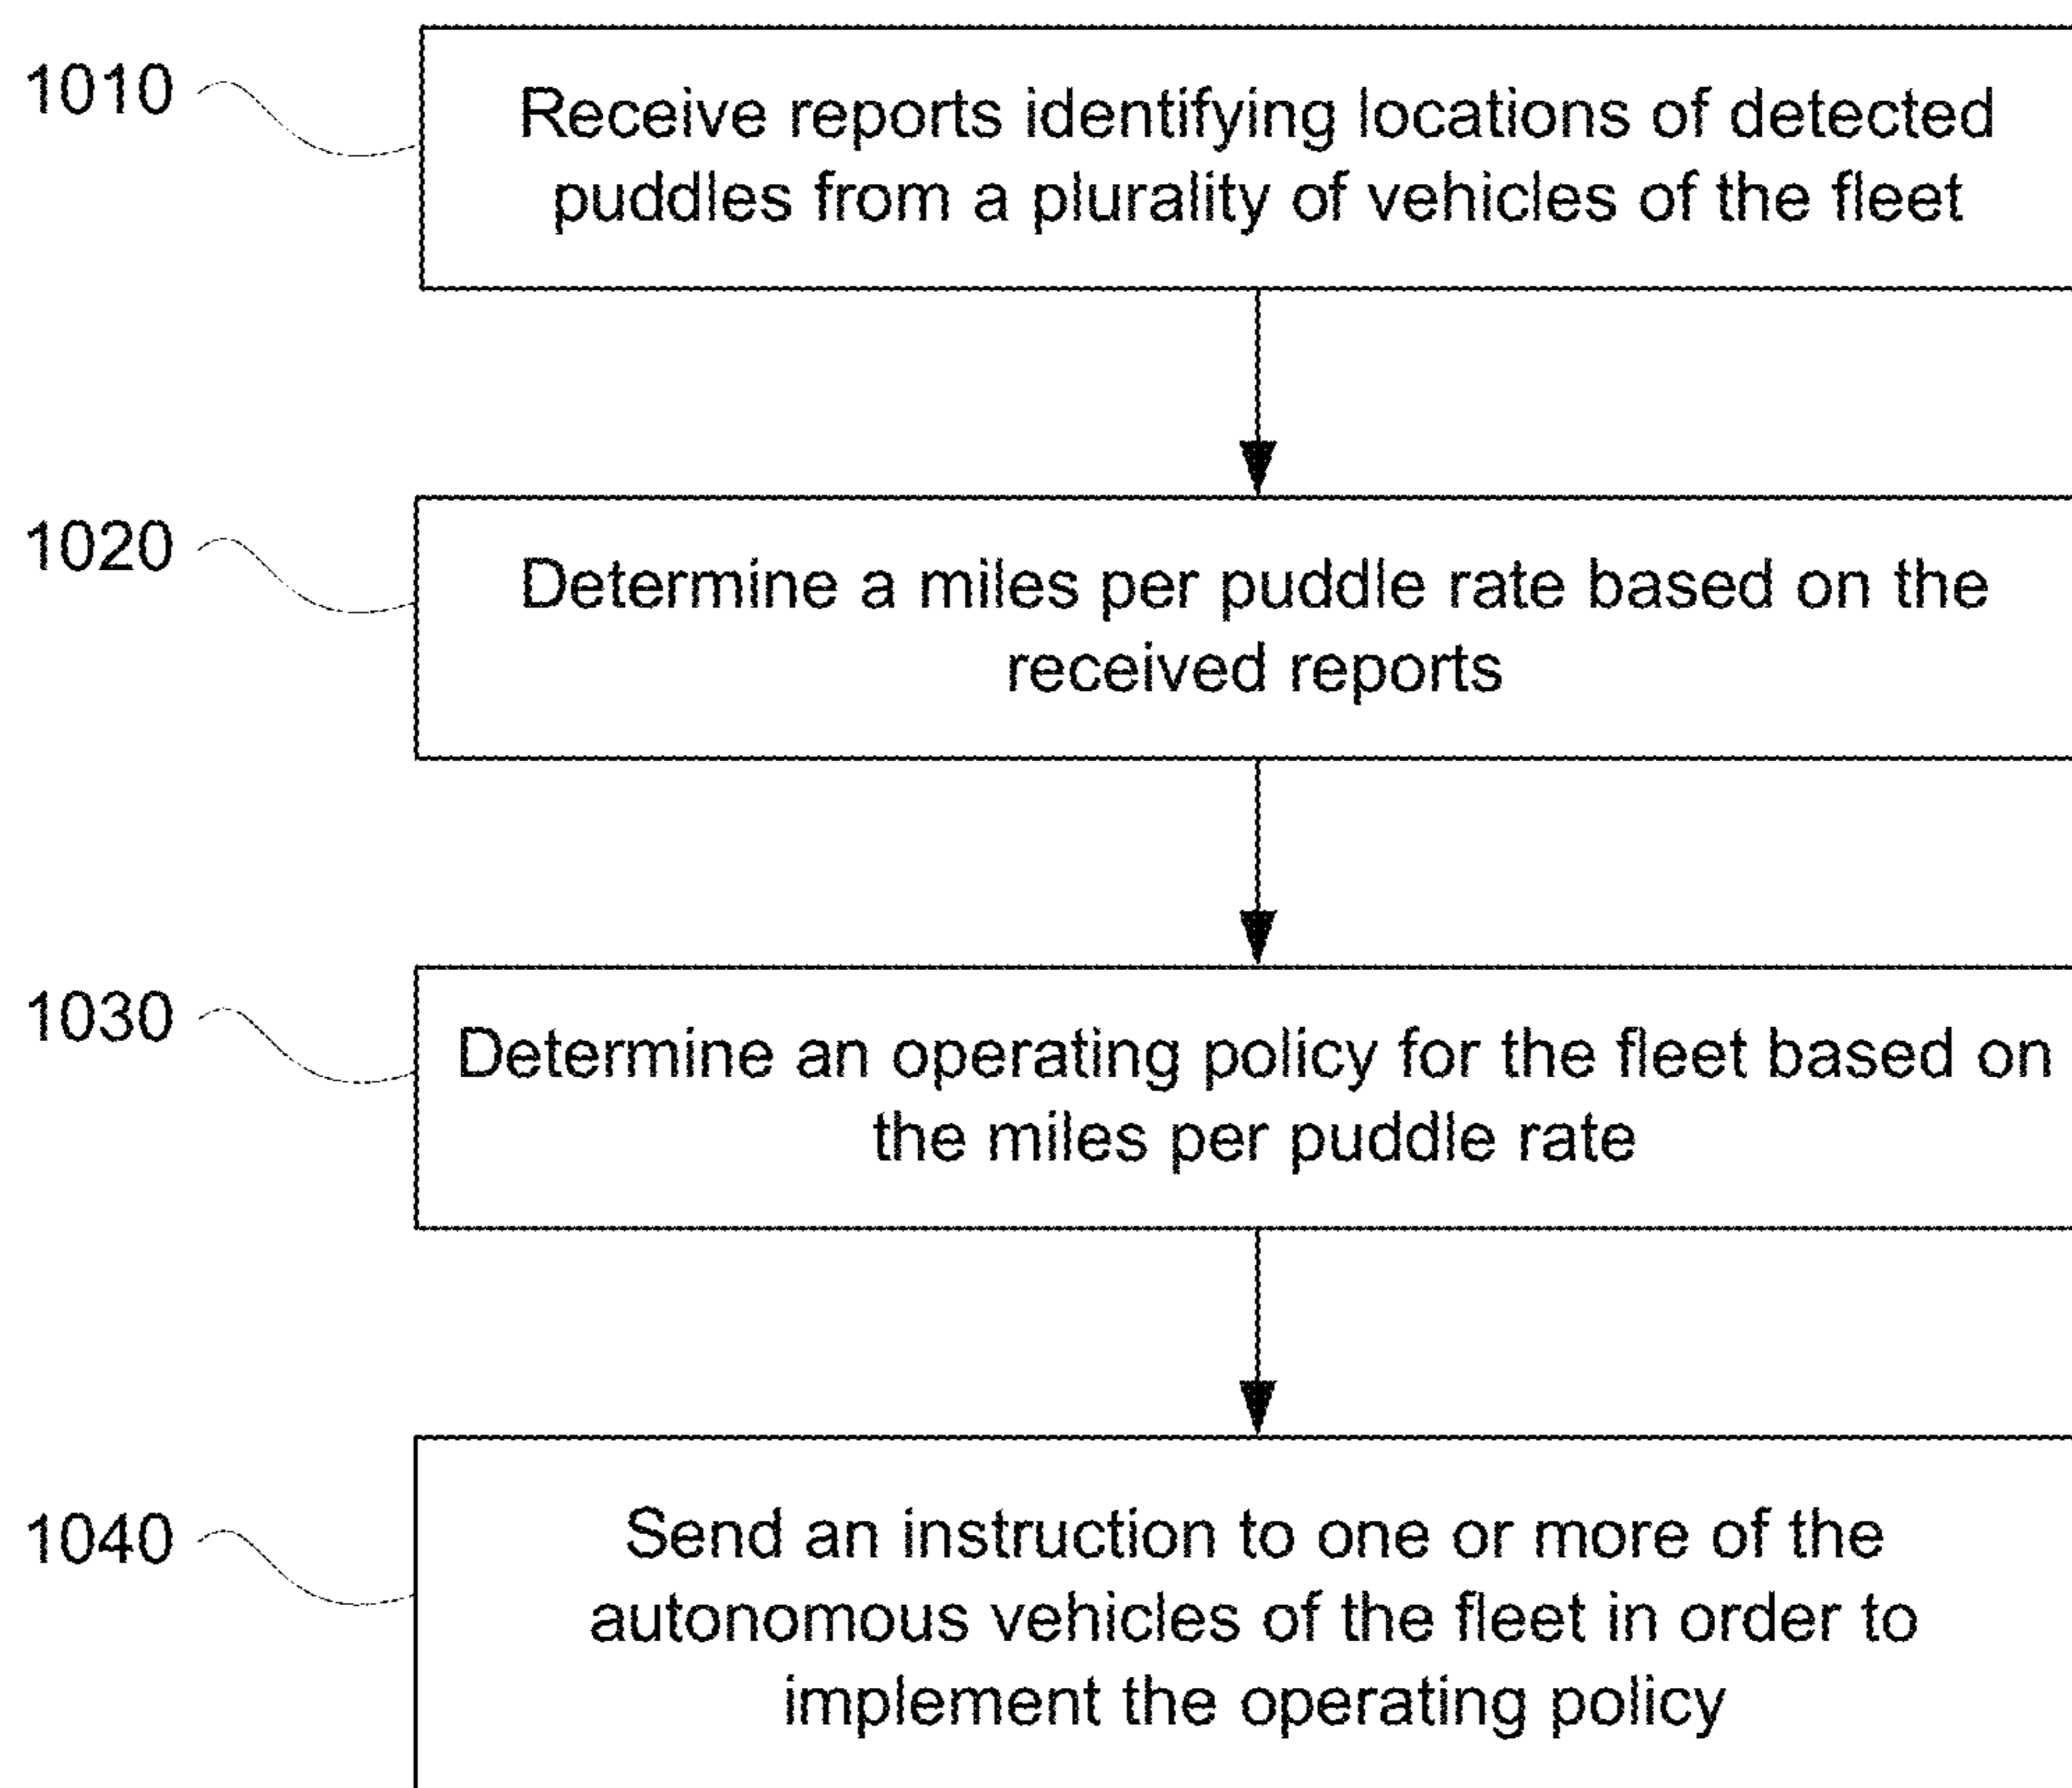 1010
Receive reports identifying locations of detected
puddles from a plurality of vehicles of the fleet
1020
Determine a miles per puddle rate based on the
received reports
1030
Determine an operating policy for the fleet based on
the miles per puddle rate
1040
Send an instruction to one or more of the
autonomous vehicles of the fleet in order to
implement the operating policy